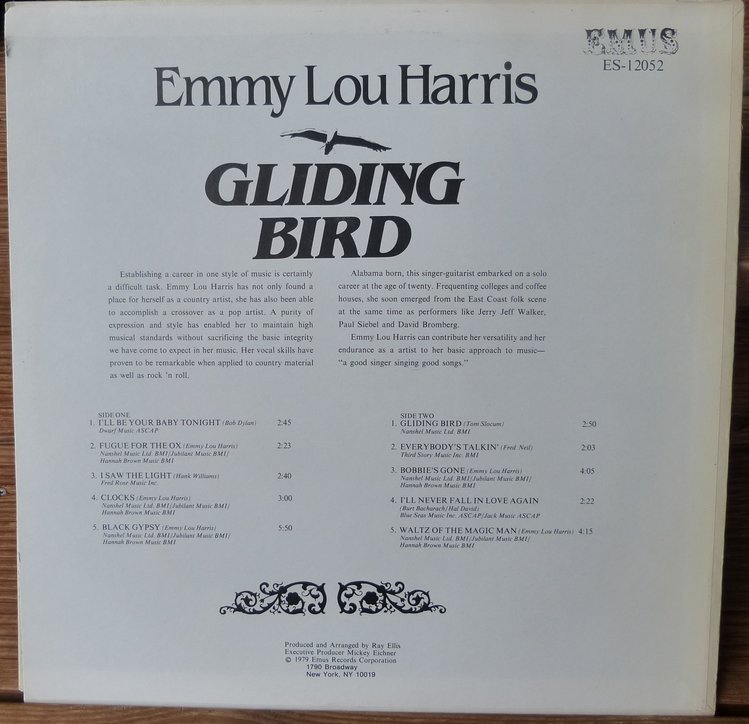 EMUS
ES-12052
Emmy Lou Harris
GLIDING
BIRD
Establishing a career in one style of music is certainly
a difficult task. Emmy Lou Harris has not only found a
place for herself as a country artist, she has also been able
to accomplish a crossover as a pop artist. A purity of
expression and style has enabled her to maintain high
musical standards without sacrificing the basic integrity
we have come to expect in her music. Her vocal skills have
proven to be remarkable when applied to country material
as well as rock 'n roll.
Alabama born, this singer-guitarist embarked on a solo
career at the age of twenty. Frequenting colleges and coffee
houses, she soon emerged from the East Coast folk scene
at the same time as performers like Jerry Jeff Walker,
Paul Siebel and David Bromberg.
Emmy Lou Harris can contribute her versatility and her
endurance as a artist to her basic approach to music—
“a good singer singing good songs.”
SIDE ONE
1. I'LL BE YOUR BABY TONIGHT (Bob Dylan) 2:45
Dwarf Music ASCAP
2. FUGUE FOR THE OX (Emmy Lou Harris) 2:23
Nanshel Music Ltd. BMI/Jubilant Music BMI/
Hannah Brown Music BMI
3. I SAW THE LIGHT (Hank Williams) 2:40
Fred Rose Music Inc.
4. CLOCKS (Emmy Lou Harris) 3:00
Nanshel Music Ltd. BMI/Jubilant Music BMI/
Hannah Brown Music BMI
5. BLACK GYPSY (Emmy Lou Harris) 5:50
Nanshel Music Ltd. BMI/Jubilant Music BMI/
Hannah Brown Music BMI
SIDE TWO
1. GLIDING BIRD (Tom Slocum) 2:50
Nanshel Music Ltd. BMI
2. EVERYBODY'S TALKIN' (Fred Neil) 2:03
Third Story Music Inc. BMI
3. BOBBIE'S GONE (Emmy Lou Harris) 4:05
Nanshel Music Ltd. BMI/Jubilant Music BMI/
Hannah Brown Music BMI
4. I'LL NEVER FALL IN LOVE AGAIN 2:22
(Burt Bacharach/Hal David)
Blue Seas Music Inc. ASCAP/Jack Music ASCAP
5. WALTZ OF THE MAGIC MAN (Emmy Lou Harris) 4:15
Nanshel Music Ltd. BMI/Jubilant Music BMI/
Hannah Brown Music BMI
Produced and Arranged by Ray Ellis
Executive Producer Mickey Eichner
© 1979 Emus Records Corporation
1790 Broadway
New York, NY 10019